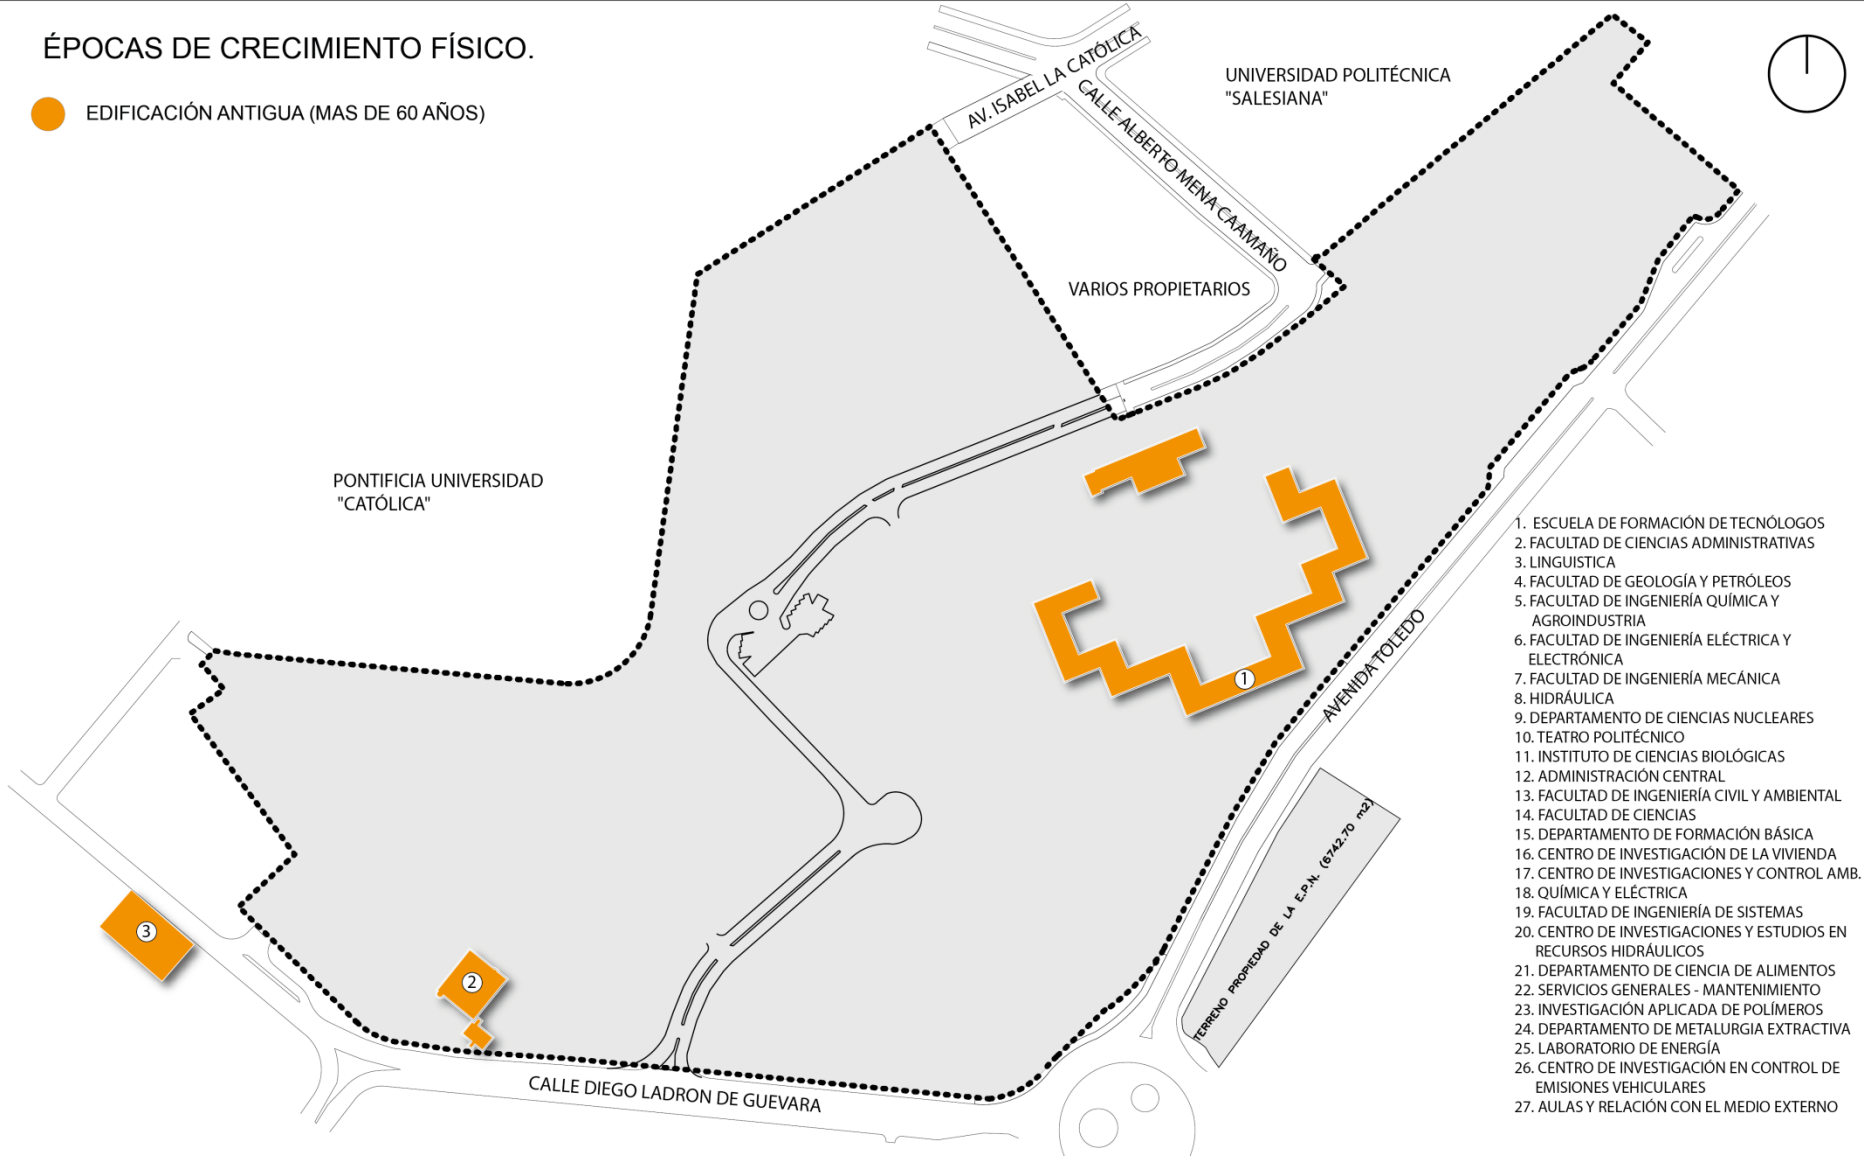 ÉPOCAS DE CRECIMIENTO FÍSICO.
EDIFICACIÓN ANTIGUA (MAS DE 60 AÑOS)
AV. ISABEL LA CATÓLICA
CALLE ALBERTO MENA CAAMAÑO
UNIVERSIDAD POLITÉCNICA
"SALESIANA"
VARIOS PROPIETARIOS
PONTIFICIA UNIVERSIDAD
"CATÓLICA"
1
2
3
AVENIDA TOLEDO
TERRENO PROPIEDAD DE LA E.P.N. (6742.70 m2)
CALLE DIEGO LADRON DE GUEVARA
1. ESCUELA DE FORMACIÓN DE TECNÓLOGOS
2. FACULTAD DE CIENCIAS ADMINISTRATIVAS
3. LINGUISTICA
4. FACULTAD DE GEOLOGÍA Y PETRÓLEOS
5. FACULTAD DE INGENIERÍA QUÍMICA Y
AGROINDUSTRIA
6. FACULTAD DE INGENIERÍA ELÉCTRICA Y
ELECTRÓNICA
7. FACULTAD DE INGENIERÍA MECÁNICA
8. HIDRÁULICA
9. DEPARTAMENTO DE CIENCIAS NUCLEARES
10. TEATRO POLITÉCNICO
11. INSTITUTO DE CIENCIAS BIOLÓGICAS
12. ADMINISTRACIÓN CENTRAL
13. FACULTAD DE INGENIERÍA CIVIL Y AMBIENTAL
14. FACULTAD DE CIENCIAS
15. DEPARTAMENTO DE FORMACIÓN BÁSICA
16. CENTRO DE INVESTIGACIÓN DE LA VIVIENDA
17. CENTRO DE INVESTIGACIONES Y CONTROL AMB.
18. QUÍMICA Y ELÉCTRICA
19. FACULTAD DE INGENIERÍA DE SISTEMAS
20. CENTRO DE INVESTIGACIONES Y ESTUDIOS EN
RECURSOS HIDRÁULICOS
21. DEPARTAMENTO DE CIENCIA DE ALIMENTOS
22. SERVICIOS GENERALES - MANTENIMIENTO
23. INVESTIGACIÓN APLICADA DE POLÍMEROS
24. DEPARTAMENTO DE METALURGIA EXTRACTIVA
25. LABORATORIO DE ENERGÍA
26. CENTRO DE INVESTIGACIÓN EN CONTROL DE
EMISIONES VEHICULARES
27. AULAS Y RELACIÓN CON EL MEDIO EXTERNO